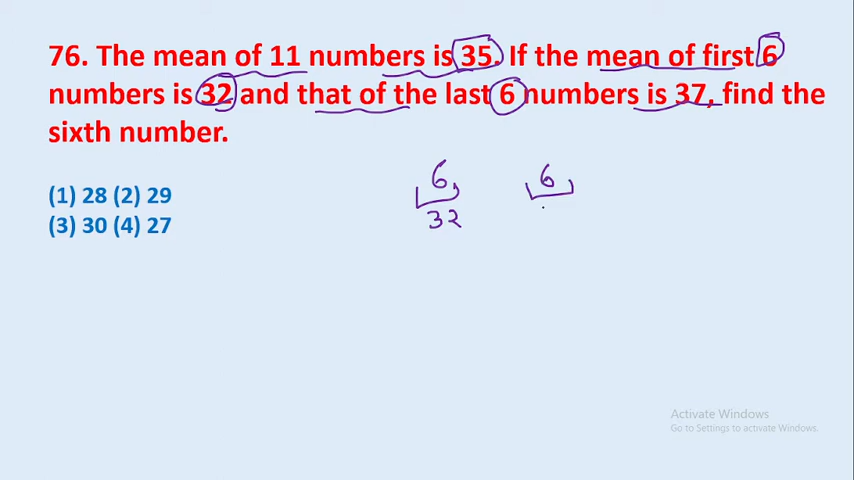 76. The mean of 11 numbers is 35. If the mean of first 6
numbers is 32 and that of the last 6 numbers is 37, find the
sixth number.
6 6
(1) 28 (2) 29
32
(3) 30 (4) 27
Activate Windows
Go to Settings to activate Windows.